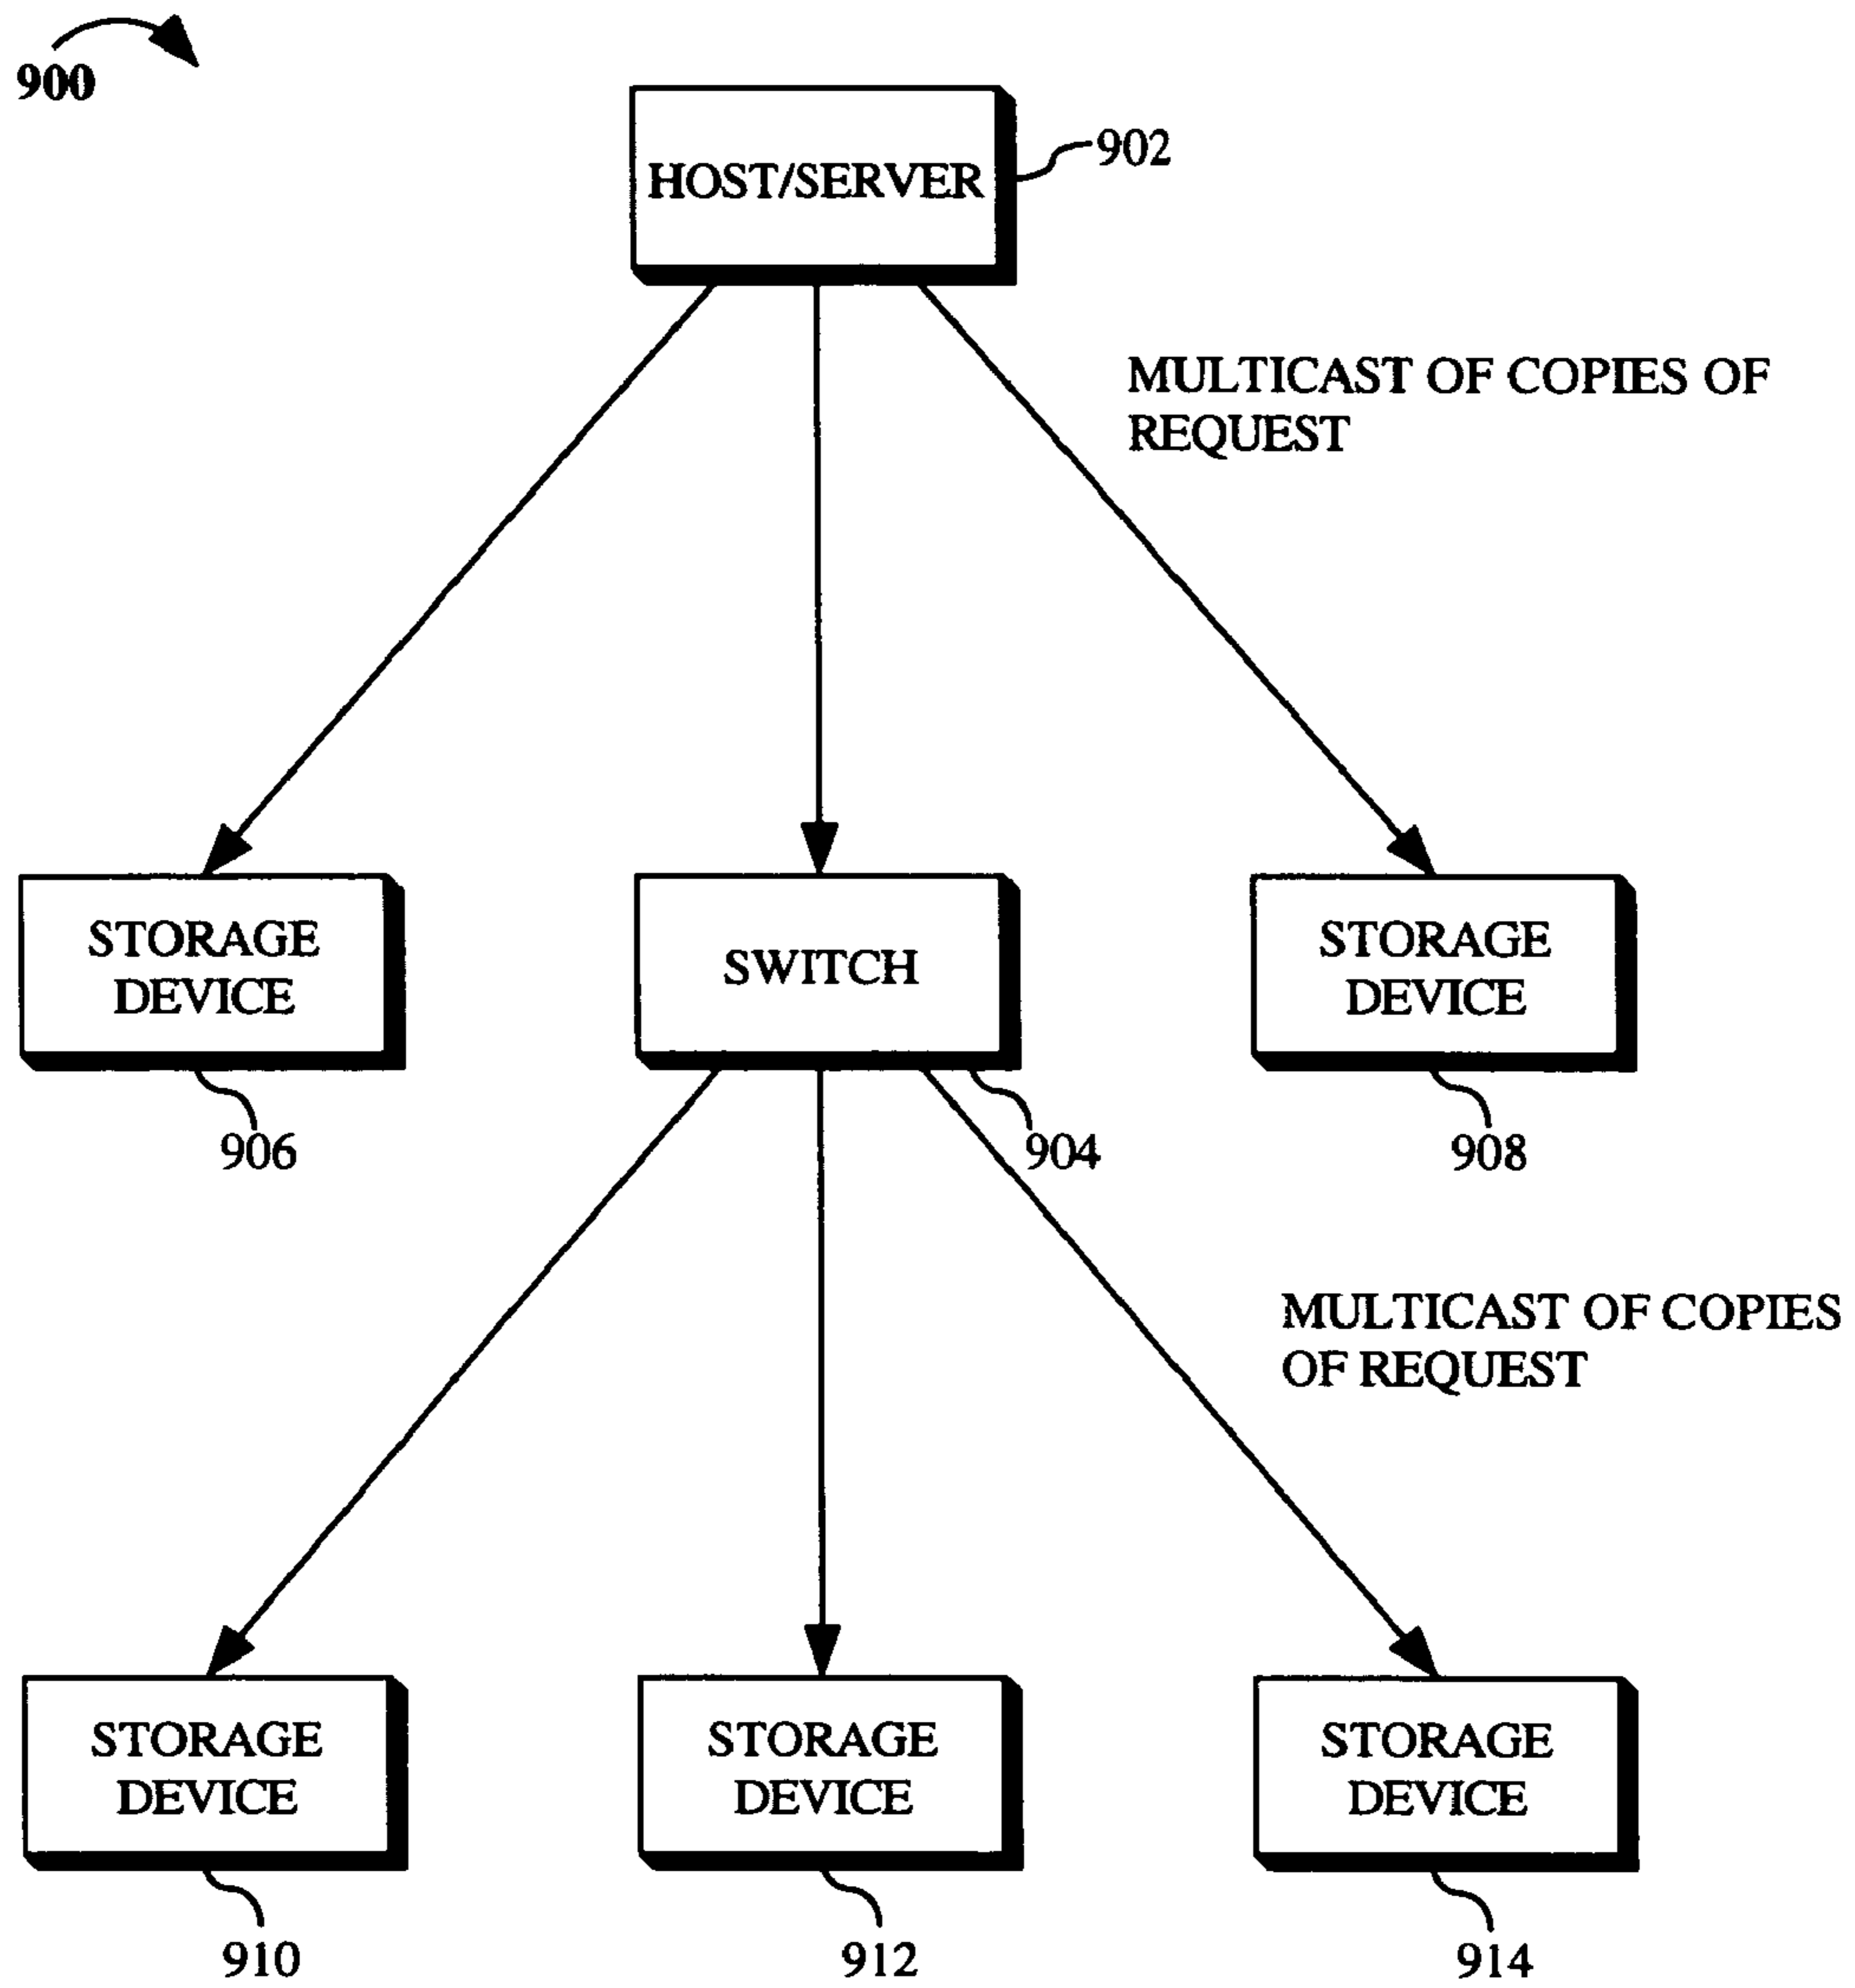 900
HOST/SERVER
902
MULTICAST OF COPIES OF
REQUEST
STORAGE
DEVICE
SWITCH
STORAGE
DEVICE
906
904
908
MULTICAST OF COPIES
OF REQUEST
STORAGE
DEVICE
STORAGE
DEVICE
STORAGE
DEVICE
910
912
914